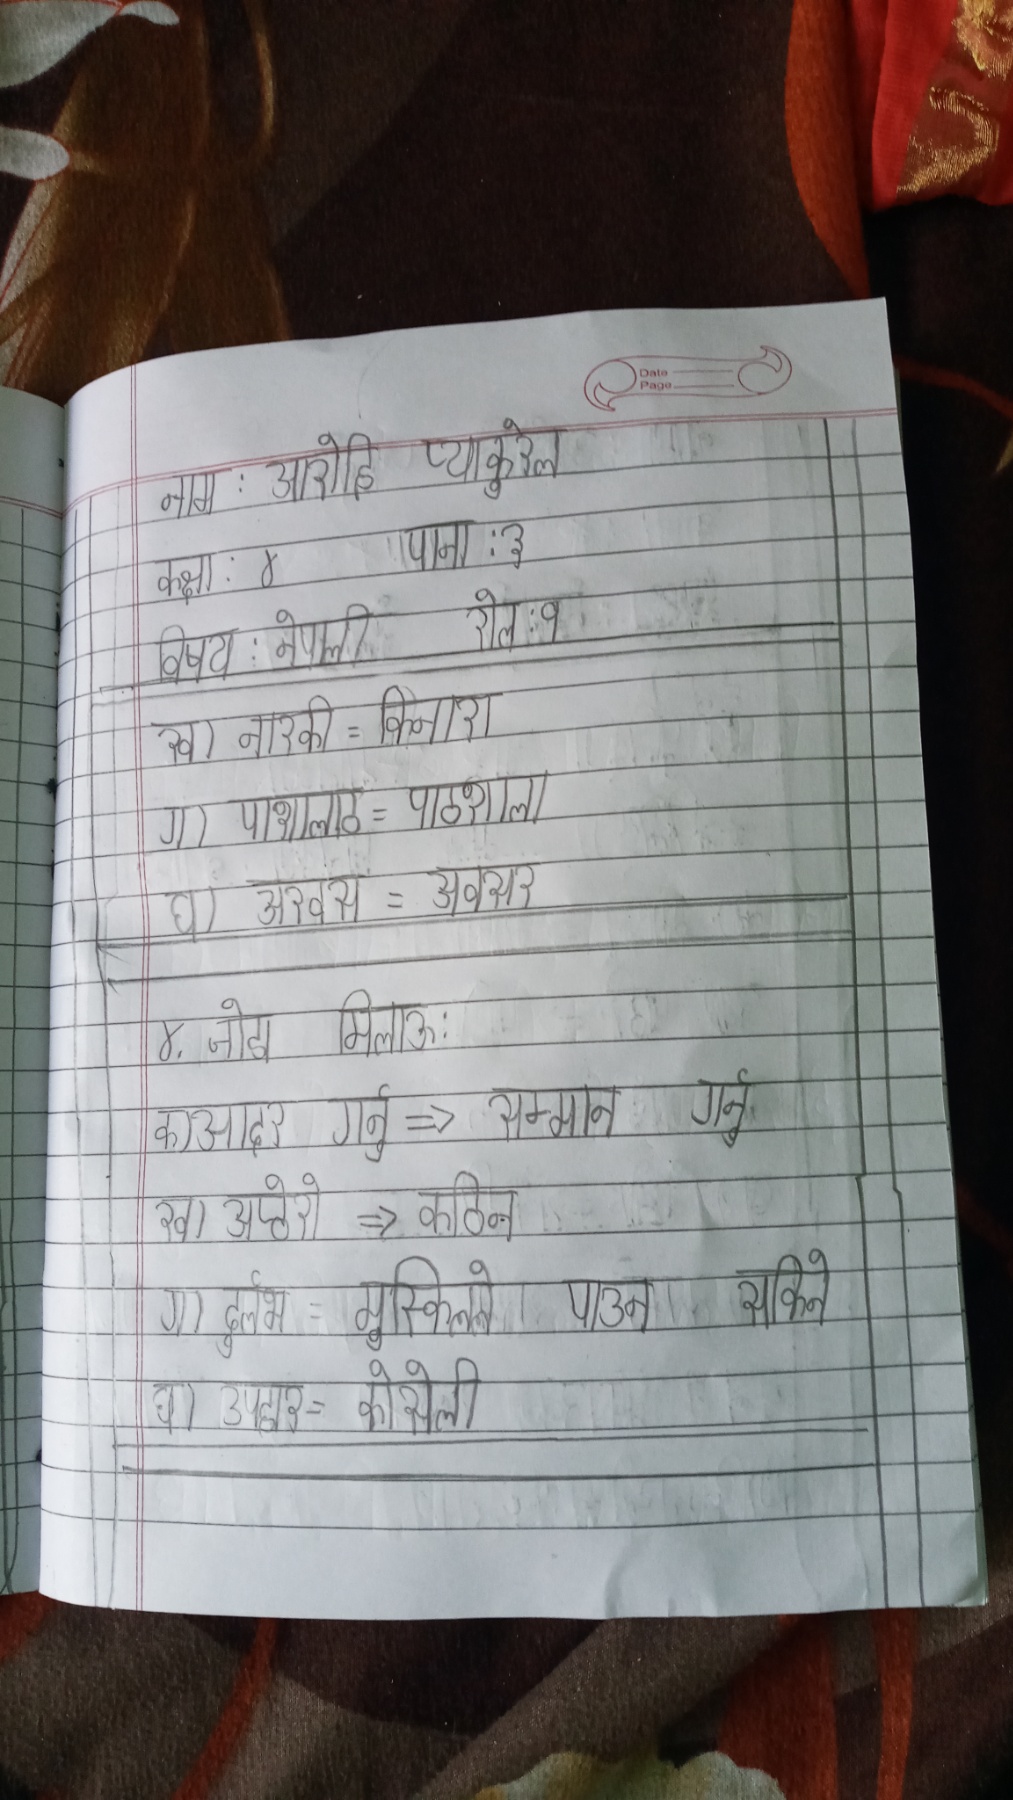 Date
Page
नाम : आरोहि प्याकुरेल
कक्षा : ४ पाना : ३
विषय : नेपाली रोल : १
ख) नारकी = किनारा
ग) पाशालाठ = पाठशाला
घ) अरवस = अवसर
४. जोडा मिलाऊ :
क) आदर गर्नु ⇒ सम्मान गर्नु
ख) अप्ठेरो ⇒ कठिन
ग) दुर्लभ = मुस्किलले पाउन सकिने
घ) उपहार = कोसेली